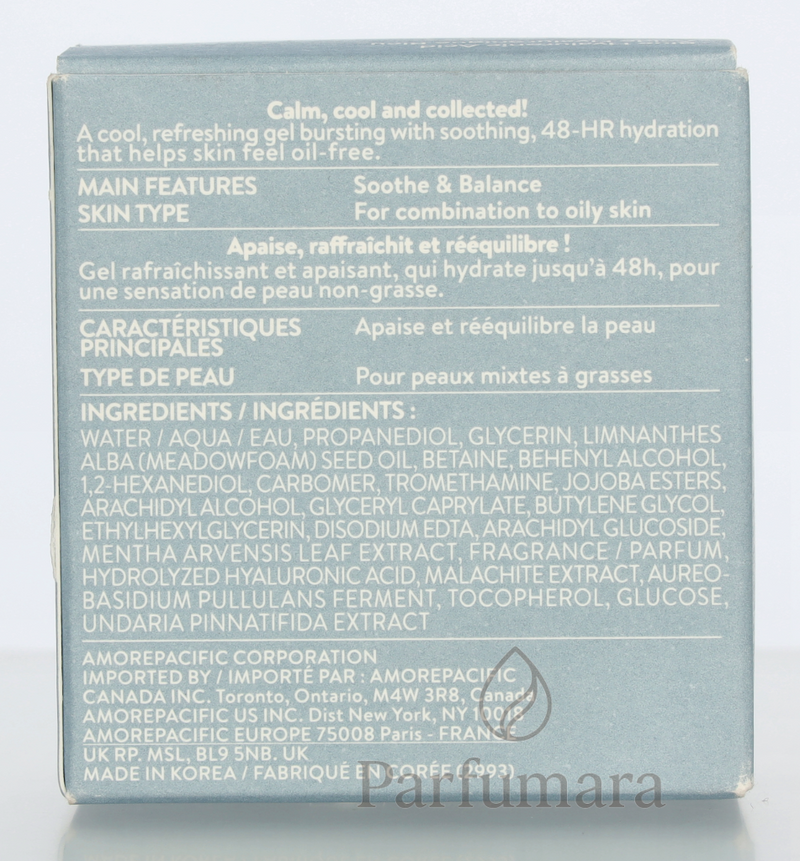 Calm, cool and collected!
A cool, refreshing gel bursting with soothing, 48-HR hydration
that helps skin feel oil-free.
MAIN FEATURES Soothe & Balance
SKIN TYPE For combination to oily skin
Apaise, raffraîchit et rééquilibre !
Gel rafraîchissant et apaisant, qui hydrate jusqu'à 48h, pour
une sensation de peau non-grasse.
CARACTÉRISTIQUES Apaise et rééquilibre la peau
PRINCIPALES
TYPE DE PEAU Pour peaux mixtes à grasses
INGREDIENTS / INGRÉDIENTS :
WATER / AQUA / EAU, PROPANEDIOL, GLYCERIN, LIMNANTHES
ALBA (MEADOWFOAM) SEED OIL, BETAINE, BEHENYL ALCOHOL,
1,2-HEXANEDIOL, CARBOMER, TROMETHAMINE, JOJOBA ESTERS,
ARACHIDYL ALCOHOL, GLYCERYL CAPRYLATE, BUTYLENE GLYCOL,
ETHYLHEXYLGLYCERIN, DISODIUM EDTA, ARACHIDYL GLUCOSIDE,
MENTHA ARVENSIS LEAF EXTRACT, FRAGRANCE / PARFUM,
HYDROLYZED HYALURONIC ACID, MALACHITE EXTRACT, AUREO-
BASIDIUM PULLULANS FERMENT, TOCOPHEROL, GLUCOSE,
UNDARIA PINNATIFIDA EXTRACT
AMOREPACIFIC CORPORATION
IMPORTED BY / IMPORTÉ PAR : AMOREPACIFIC
CANADA INC. Toronto, Ontario, M4W 3R8, Canada
AMOREPACIFIC US INC. Dist New York, NY 10008
AMOREPACIFIC EUROPE 75008 Paris - FRANCE
UK RP. MSL, BL9 5NB. UK
MADE IN KOREA / FABRIQUÉ EN CORÉE (2993)
Parfumara